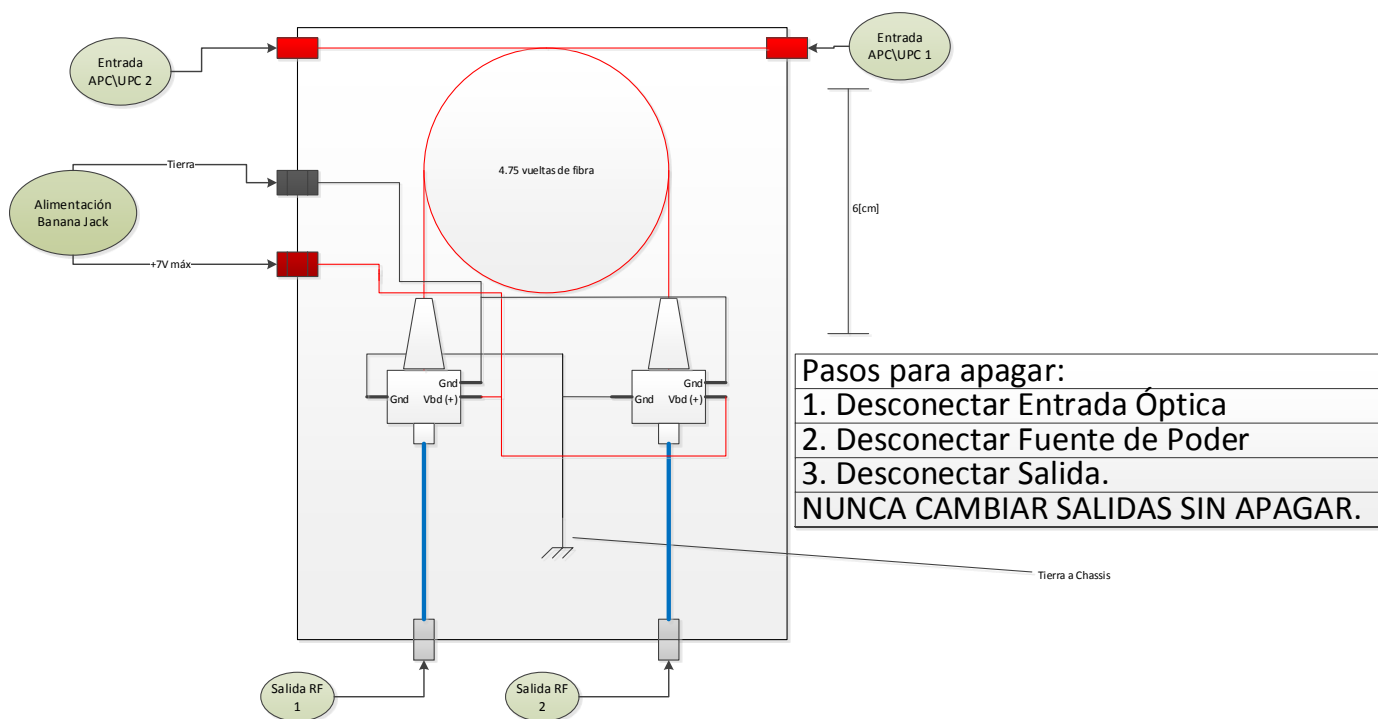 Entrada
APC\UPC 2
Entrada
APC\UPC 1
4.75 vueltas de fibra
Tierra
Alimentación
Banana Jack
6[cm]
+7V máx
Gnd
Gnd
Vbd (+)
Gnd
Gnd
Vbd (+)
Pasos para apagar:
1. Desconectar Entrada Óptica
2. Desconectar Fuente de Poder
3. Desconectar Salida.
NUNCA CAMBIAR SALIDAS SIN APAGAR.
Tierra a Chassis
Salida RF
1
Salida RF
2